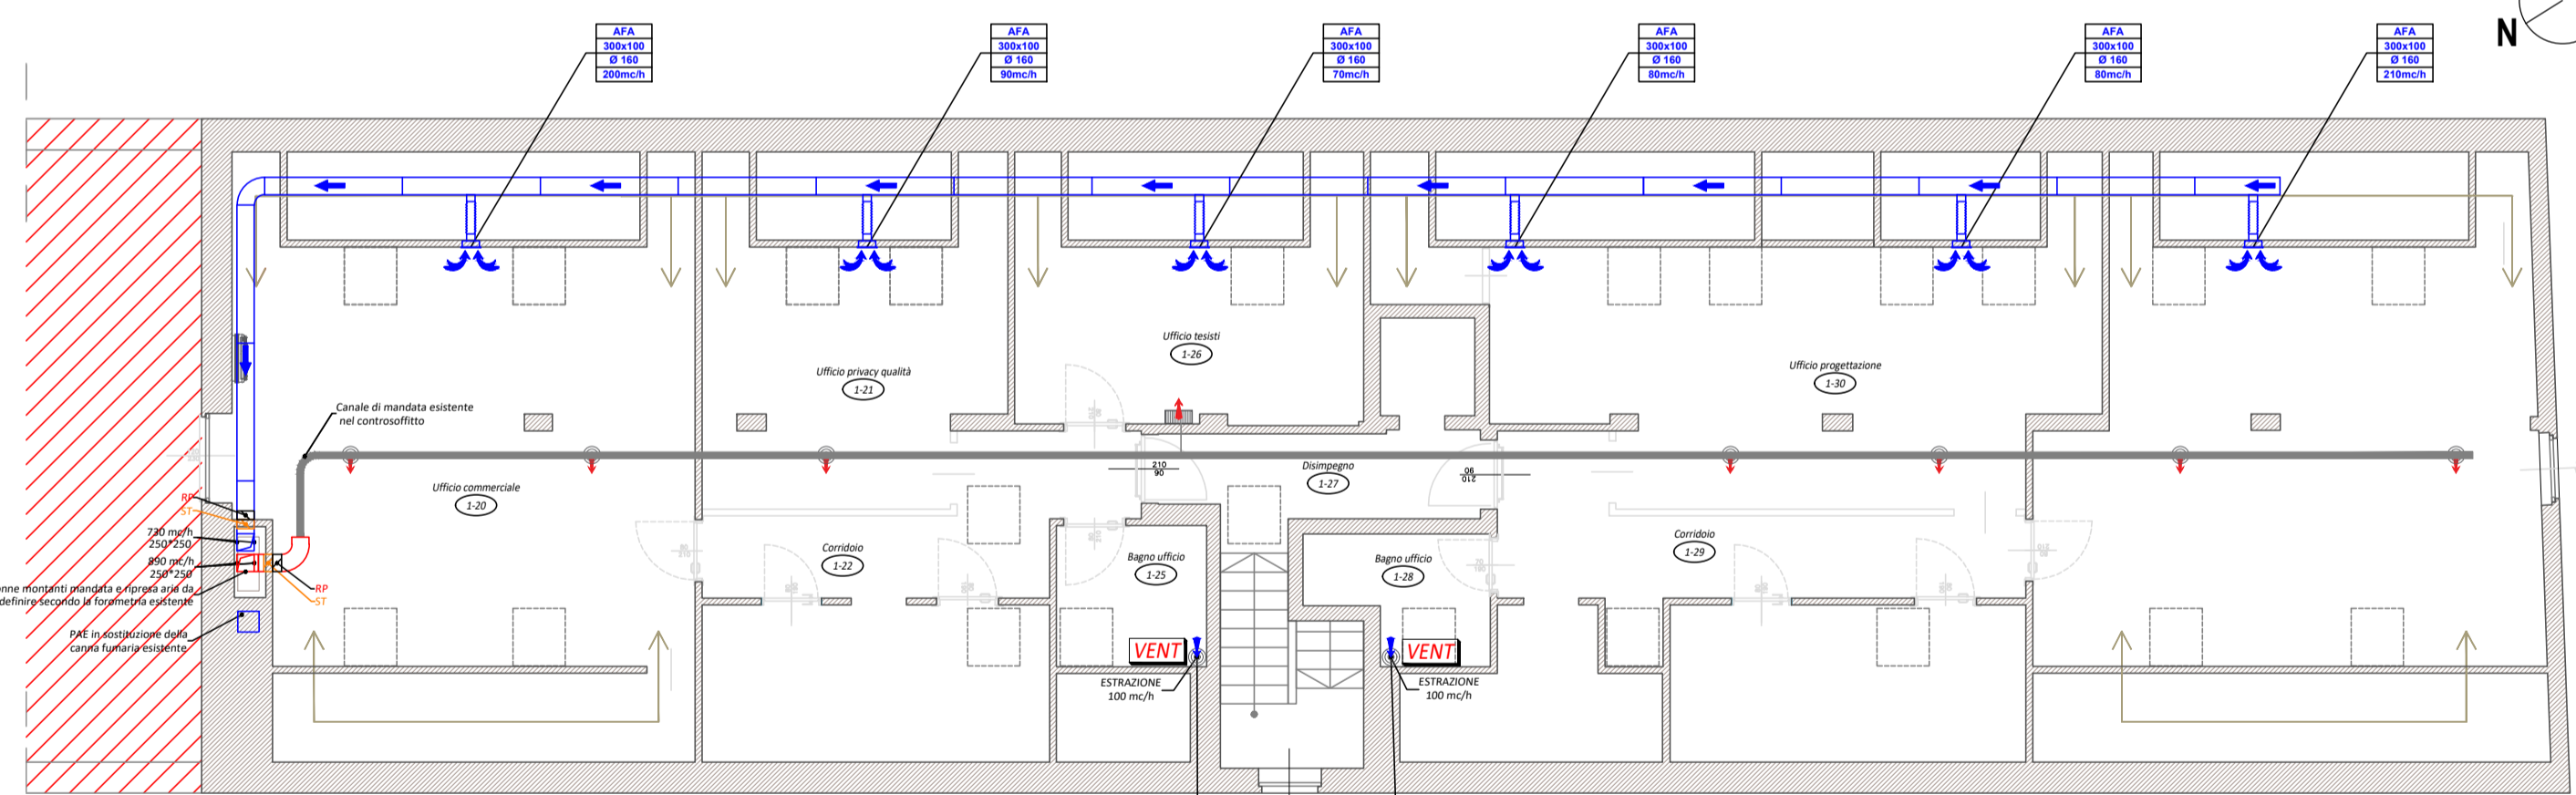 AFA
300x100
Ø 160
200mc/h
AFA
300x100
Ø 160
90mc/h
AFA
300x100
Ø 160
70mc/h
AFA
300x100
Ø 160
80mc/h
AFA
300x100
Ø 160
80mc/h
AFA
300x100
Ø 160
210mc/h
N
Ufficio tesisti
1-26
Ufficio privacy qualità
1-21
Ufficio progettazione
1-30
Canale di mandata esistente
nel controsoffitto
Ufficio commerciale
1-20
Disimpegno
1-27
210
90
90
210
RP
ST
730 mc/h
250*250
890 mc/h
250*250
nne montanti mandata e ripresa aria da
definire secondo la forometria esistente
RP
ST
PAE in sostituzione della
canna fumaria esistente
Corridoio
1-22
Bagno ufficio
1-25
Bagno ufficio
1-28
Corridoio
1-29
VENT
VENT
ESTRAZIONE
100 mc/h
ESTRAZIONE
100 mc/h